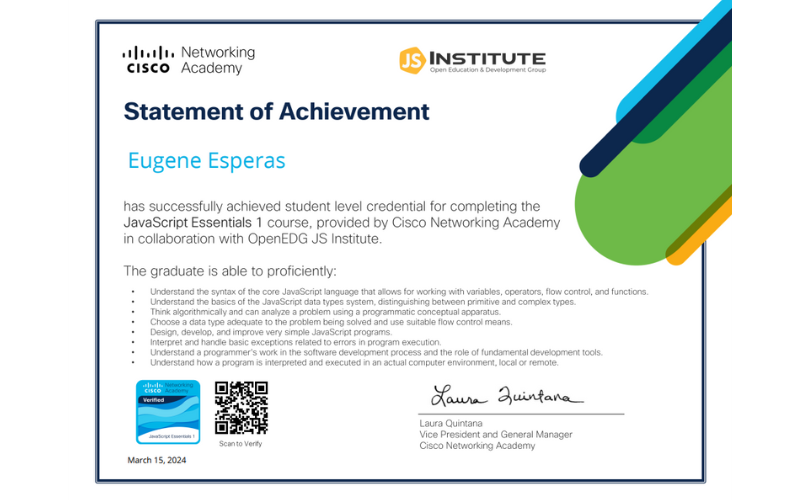 Networking
CISCO Academy
JS INSTITUTE
Open Education & Development Group
Statement of Achievement
Eugene Esperas
has successfully achieved student level credential for completing the
JavaScript Essentials 1 course, provided by Cisco Networking Academy
in collaboration with OpenEDG JS Institute.
The graduate is able to proficiently:
• Understand the syntax of the core JavaScript language that allows for working with variables, operators, flow control, and functions.
• Understand the basics of the JavaScript data types system, distinguishing between primitive and complex types.
• Think algorithmically and can analyze a problem using a programmatic conceptual apparatus.
• Choose a data type adequate to the problem being solved and use suitable flow control means.
• Design, develop, and improve very simple JavaScript programs.
• Interpret and handle basic exceptions related to errors in program execution.
• Understand a programmer's work in the software development process and the role of fundamental development tools.
• Understand how a program is interpreted and executed in an actual computer environment, local or remote.
Networking
CISCO Academy
Verified
JavaScript Essentials 1
Scan to Verify
March 15, 2024
Laura Quintana
Laura Quintana
Vice President and General Manager
Cisco Networking Academy